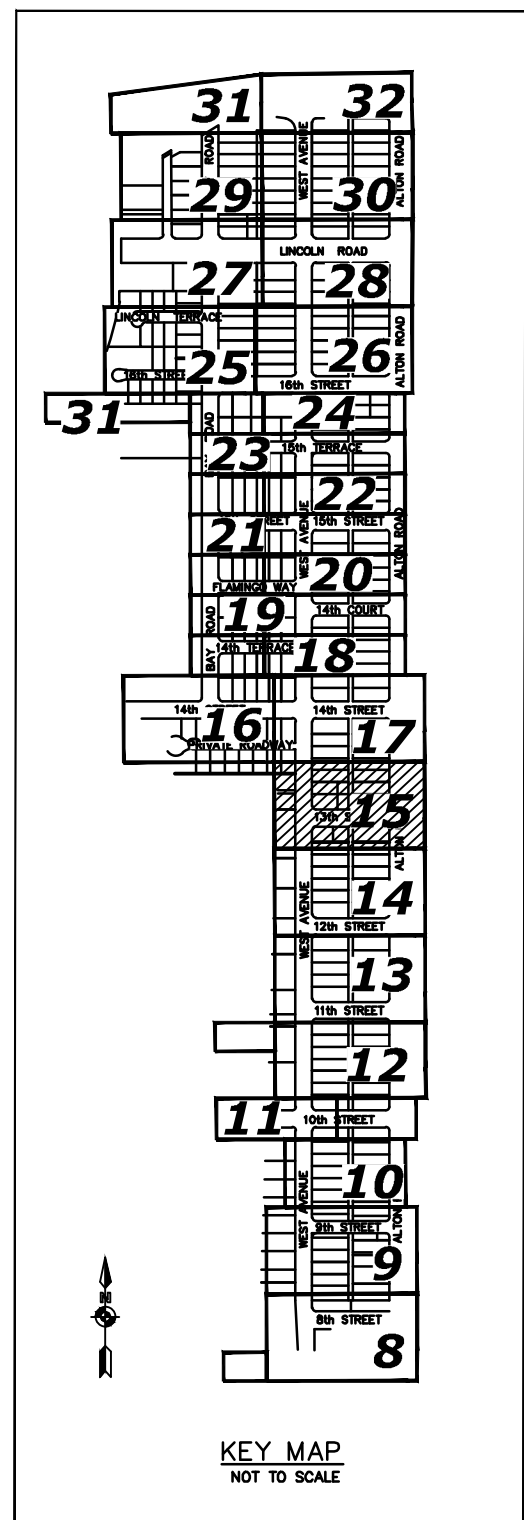 31
32
ROAD
WEST AVENUE
ALTON ROAD
29
30
LINCOLN ROAD
27
28
LINCOLN TERRACE
ALTON ROAD
26
16th STREET
25
16th STREET
31
24
23
15th TERRACE
22
WEST AVENUE
21
15th STREET
ALTON ROAD
20
FLAMINGO WAY
14th COURT
19
BAY ROAD
14th TERRACE
18
14th
14th STREET
16
17
PRIVATE ROADWAY
15
13th S
ALTON
14
WEST AVENUE
12th STREET
13
11th STREET
12
11
10th STREET
10
WEST AVENUE
9th STREET
ALTON
9
N
8th STREET
8
KEY MAP
NOT TO SCALE